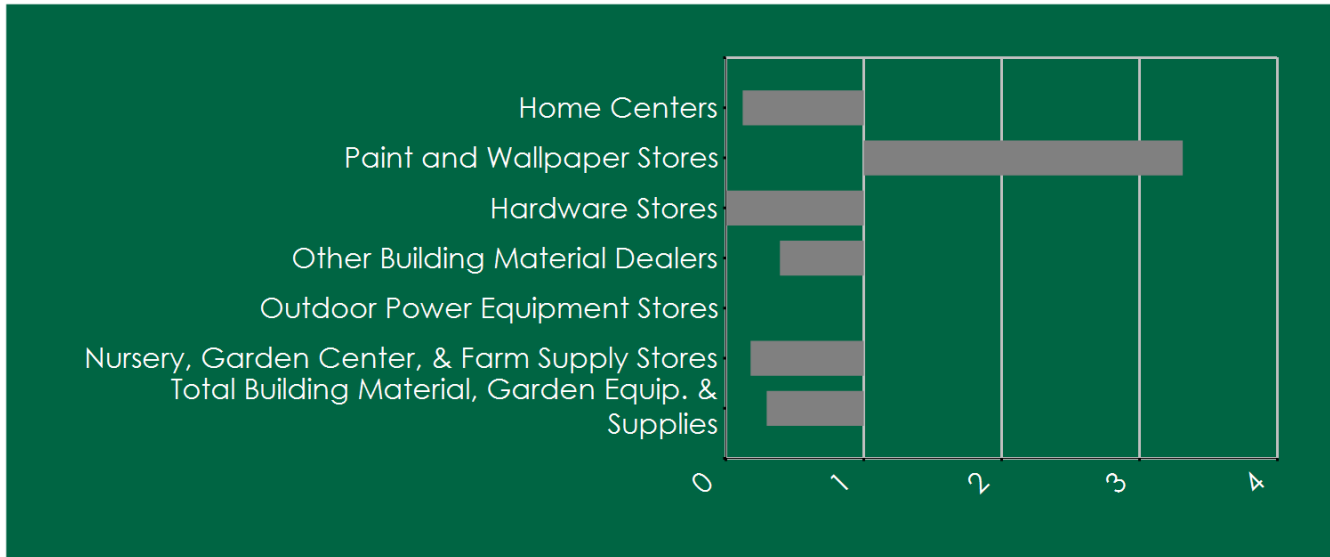 Home Centers
Paint and Wallpaper Stores
Hardware Stores
Other Building Material Dealers
Outdoor Power Equipment Stores
Nursery, Garden Center, & Farm Supply Stores
Total Building Material, Garden Equip. &
Supplies
0 1 2 3 4